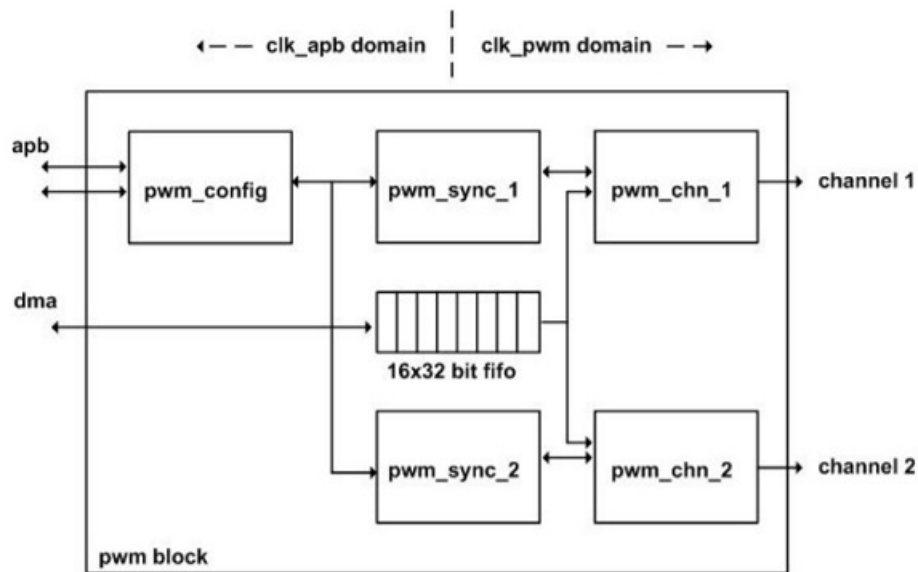 clk_apb domain
clk_pwm domain
apb
pwm_config
pwm_sync_1
pwm_chn_1
channel 1
dma
16x32 bit fifo
pwm_sync_2
pwm_chn_2
channel 2
pwm block